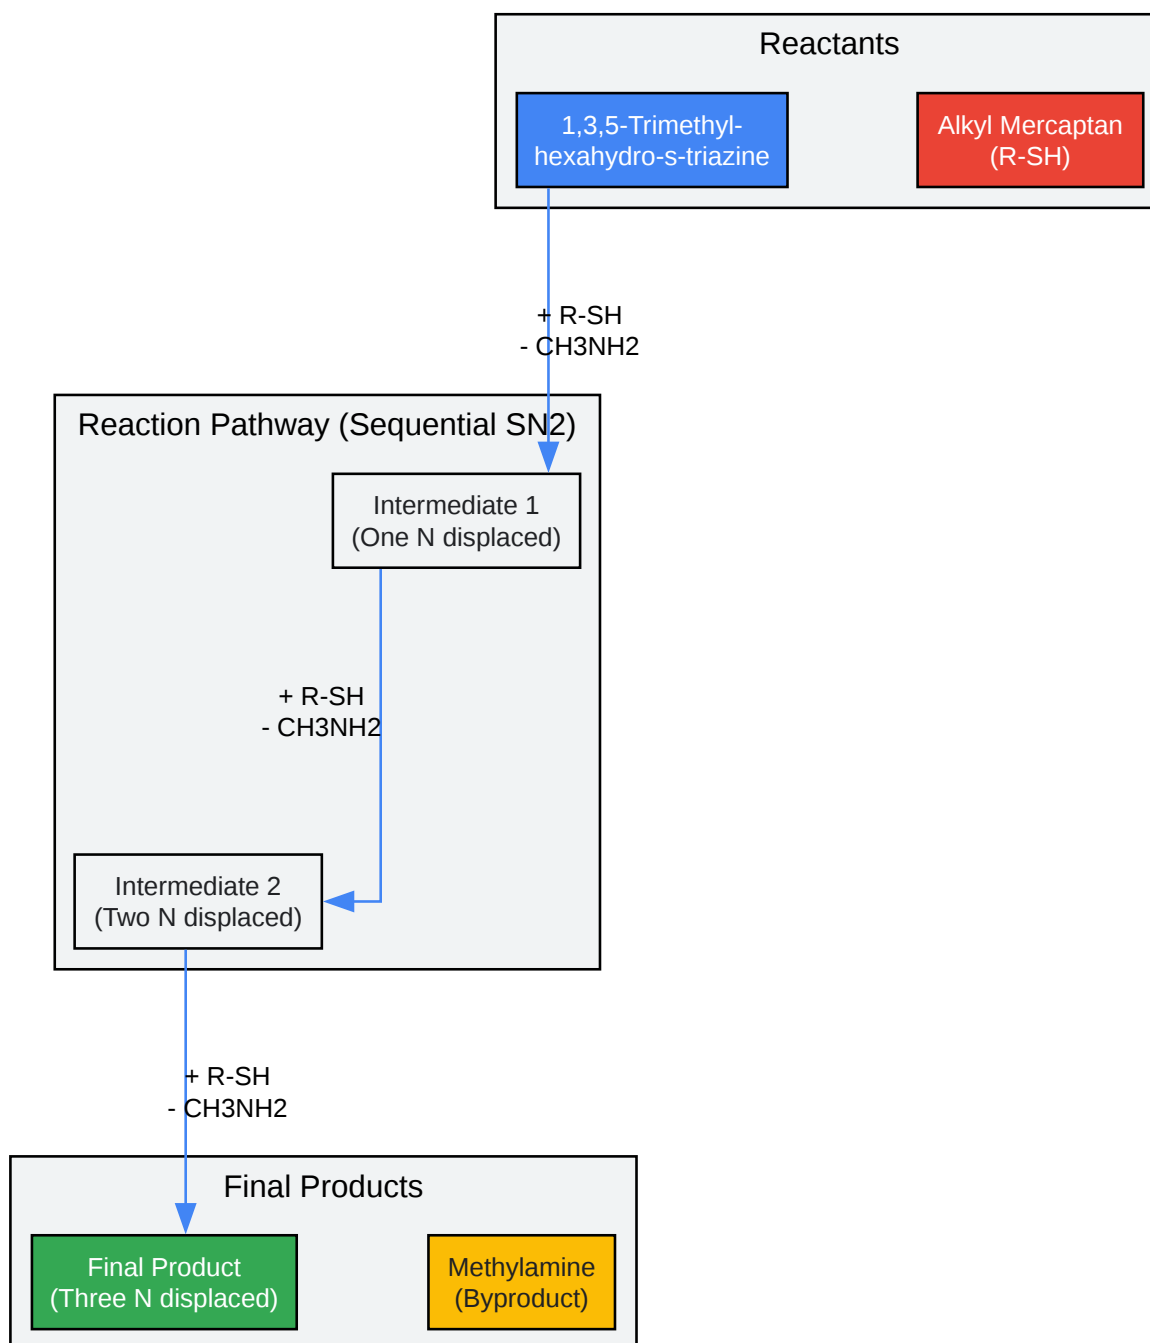 Reactants
1,3,5-Trimethyl-
hexahydro-s-triazine
Alkyl Mercaptan
(R-SH)
+ R-SH
- CH3NH2
Reaction Pathway (Sequential SN2)
Intermediate 1
(One N displaced)
+ R-SH
- CH3NH2
Intermediate 2
(Two N displaced)
+ R-SH
- CH3NH2
Final Products
Final Product
(Three N displaced)
Methylamine
(Byproduct)